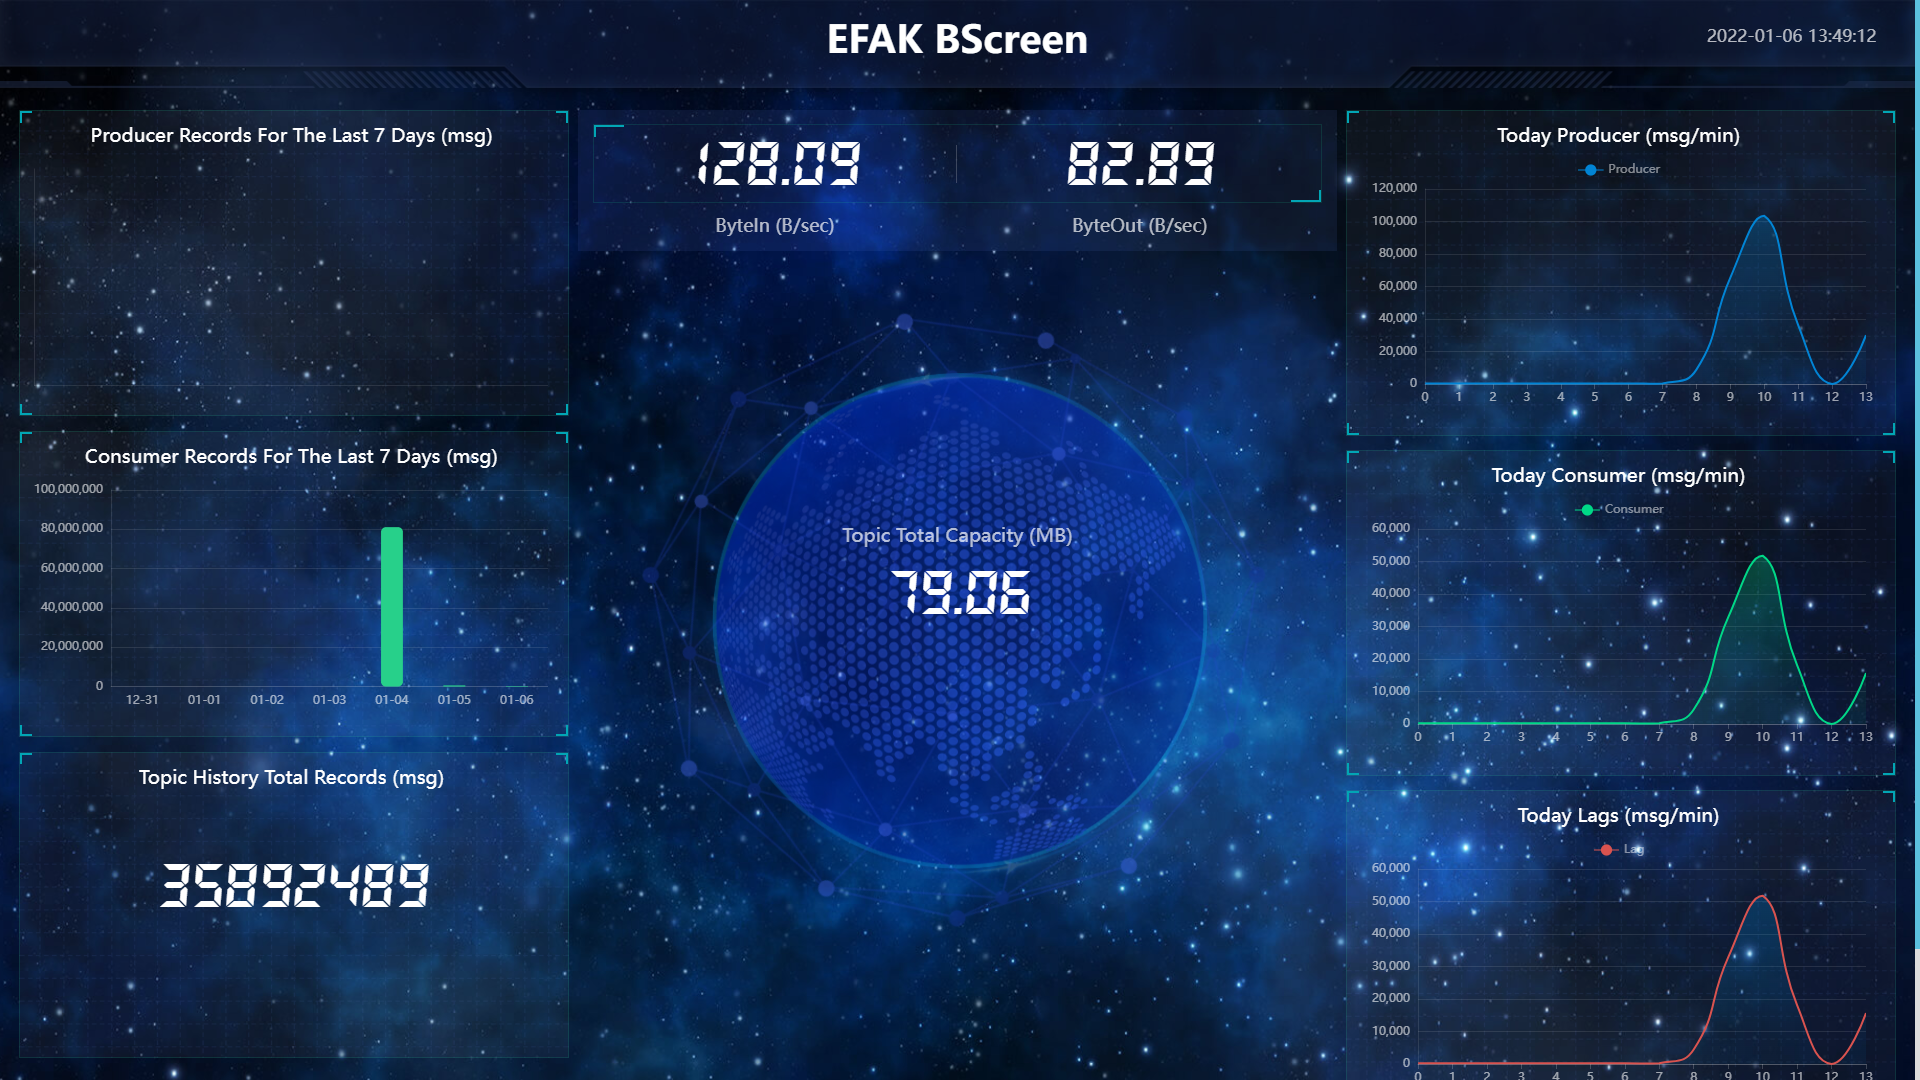 EFAK BScreen
2022-01-06 13:49:12
Producer Records For The Last 7 Days (msg)
128.09
82.89
ByteIn (B/sec)
ByteOut (B/sec)
Today Producer (msg/min)
Producer
120,000
100,000
80,000
60,000
40,000
20,000
0
0 1 2 3 4 5 6 7 8 9 10 11 12 13
Consumer Records For The Last 7 Days (msg)
100,000,000
80,000,000
60,000,000
40,000,000
20,000,000
0
12-31 01-01 01-02 01-03 01-04 01-05 01-06
Topic Total Capacity (MB)
79.06
Today Consumer (msg/min)
Consumer
60,000
50,000
40,000
30,000
20,000
10,000
0
0 1 2 3 4 5 6 7 8 9 10 11 12 13
Topic History Total Records (msg)
35892489
Today Lags (msg/min)
Lag
60,000
50,000
40,000
30,000
20,000
10,000
0
0 1 2 3 4 5 6 7 8 9 10 11 12 13